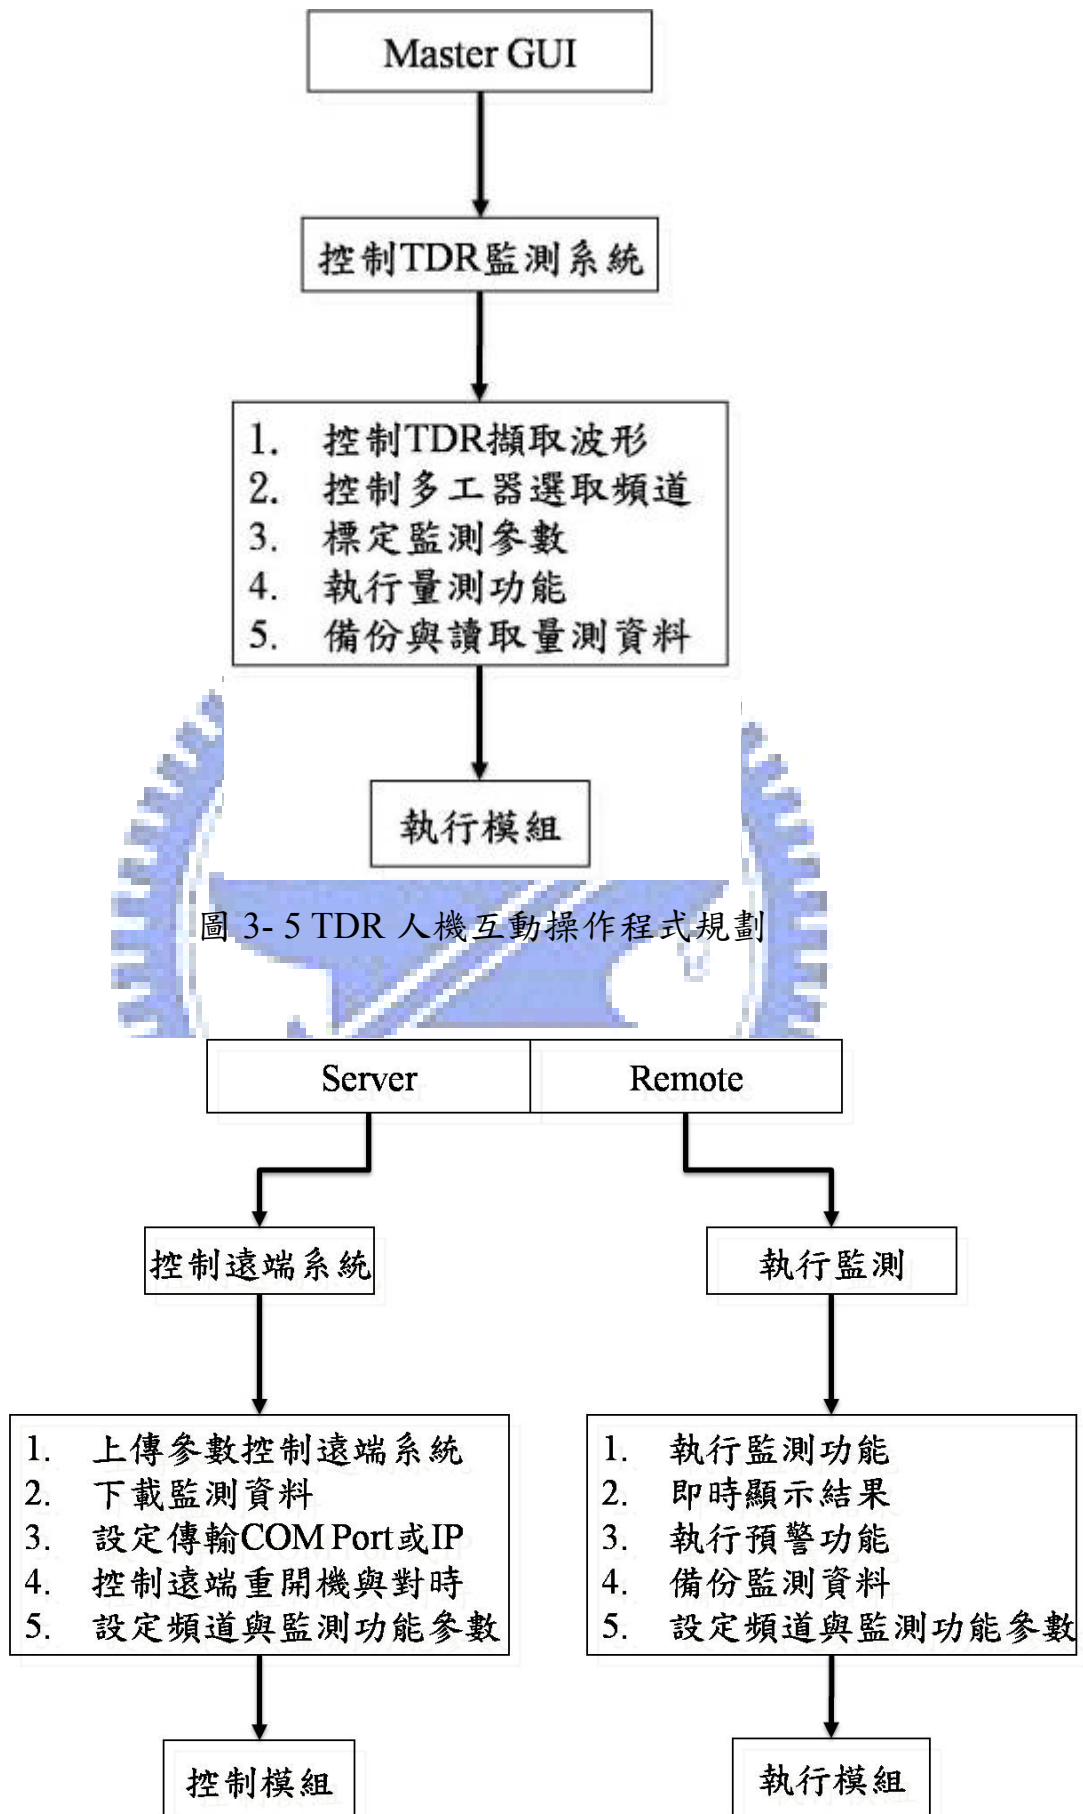 Master GUI
控制TDR監測系統
1. 控制TDR擷取波形
2. 控制多工器選取頻道
3. 標定監測參數
4. 執行量測功能
5. 備份與讀取量測資料
執行模組
圖 3- 5 TDR 人機互動操作程式規劃
Server
Remote
控制遠端系統
1. 上傳參數控制遠端系統
2. 下載監測資料
3. 設定傳輸COM Port或IP
4. 控制遠端重開機與對時
5. 設定頻道與監測功能參數
控制模組
執行監測
1. 執行監測功能
2. 即時顯示結果
3. 執行預警功能
4. 備份監測資料
5. 設定頻道與監測功能參數
執行模組